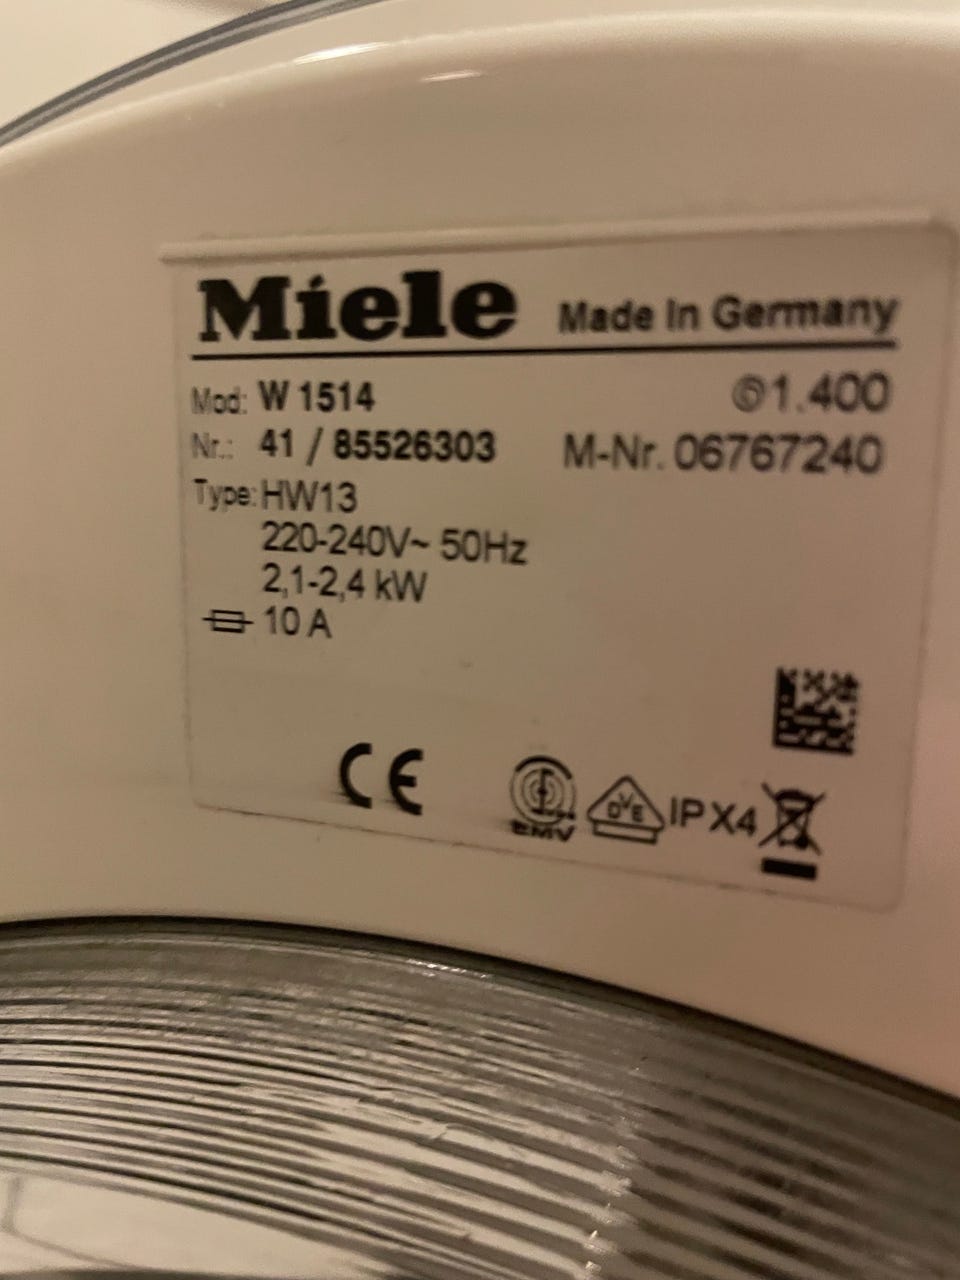 Miele Made In Germany
Mod: W 1514 1.400
Nr.: 41 / 85526303 M-Nr. 06767240
Type: HW13
220-240V~ 50Hz
2,1-2,4 kW
10 A
CE EMV DVE IPX4